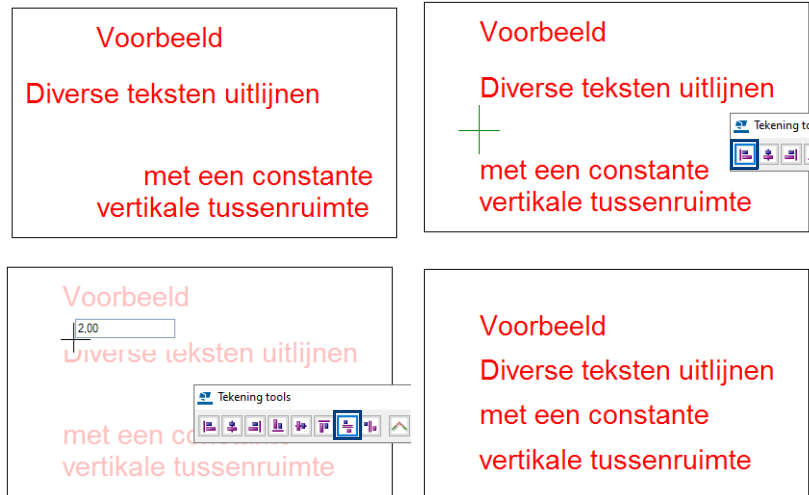 Voorbeeld
Diverse teksten uitlijnen
met een constante
vertikale tussenruimte
Voorbeeld
Diverse teksten uitlijnen
Tekening to
met een constante
vertikale tussenruimte
Voorbeeld
2,00
Diverse teksten uitlijnen
Tekening tools
met een constante
vertikale tussenruimte
Voorbeeld
Diverse teksten uitlijnen
met een constante
vertikale tussenruimte